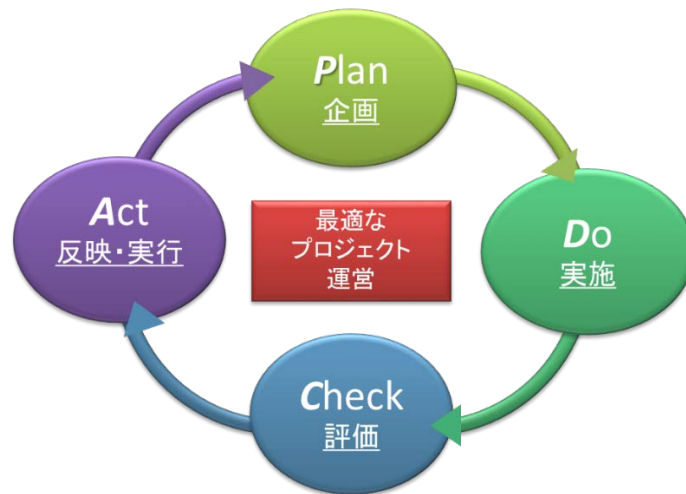 Plan
企画
Do
実施
Check
評価
Act
反映・実行
最適な
プロジェクト
運営